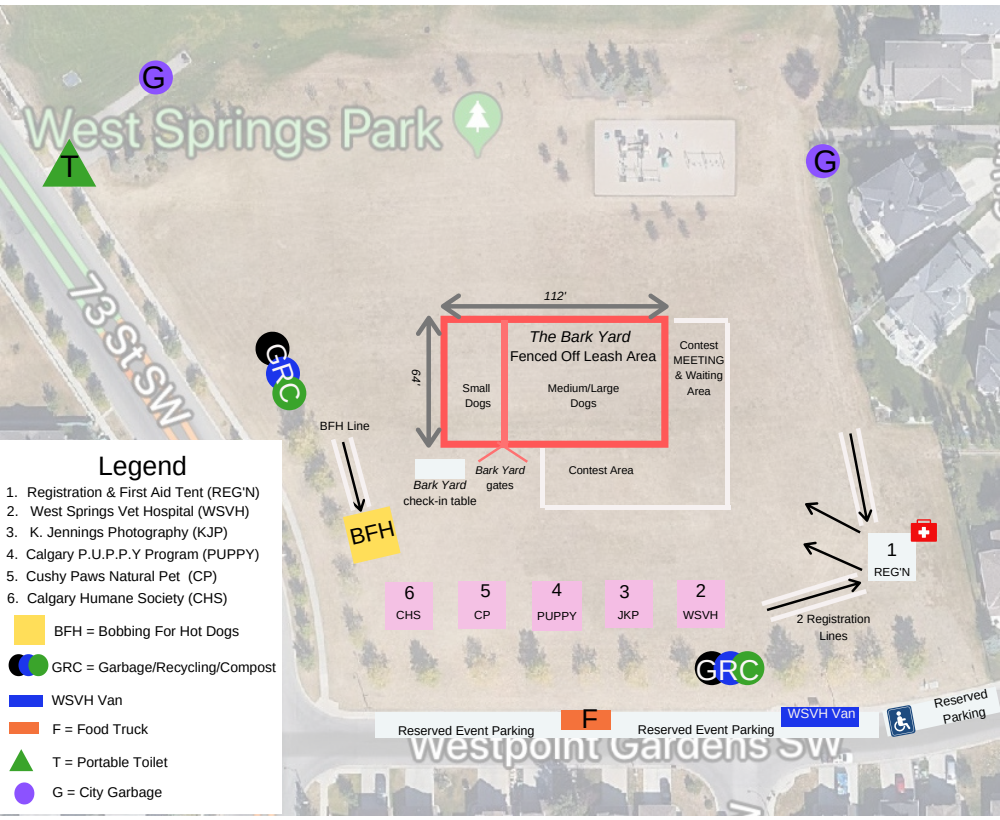 G
West Springs Park
T
G
73 St SW
112'
64'
The Bark Yard
Fenced Off Leash Area
Small
Dogs
Medium/Large
Dogs
Contest
MEETING
& Waiting
Area
GRC
BFH Line
BFH
Bark Yard
check-in table
Bark Yard
gates
Contest Area
1
REG'N
2 Registration
Lines
6
CHS
5
CP
4
PUPPY
3
JKP
2
WSVH
GRC
Reserved Event Parking
F
Reserved Event Parking
WSVH Van
Reserved
Parking
Westpoint Gardens SW
Legend
1. Registration & First Aid Tent (REG'N)
2 West Springs Vet Hospital (WSVH)
3. K. Jennings Photography (KJP)
4. Calgary P.U.P.P.Y Program (PUPPY)
5. Cushy Paws Natural Pet (CP)
6. Calgary Humane Society (CHS)
BFH = Bobbing For Hot Dogs
GRC = Garbage/Recycling/Compost
WSVH Van
F = Food Truck
T = Portable Toilet
G = City Garbage